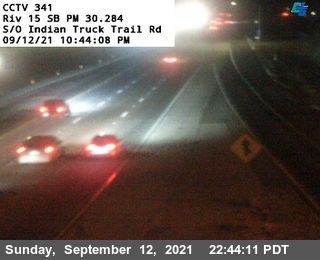 CCTV 341
Riv 15 SB PM 30.284
S/O Indian Truck Trail Rd
09/12/21 10:44:08 PM
Sunday, September 12, 2021 22:44:11 PDT